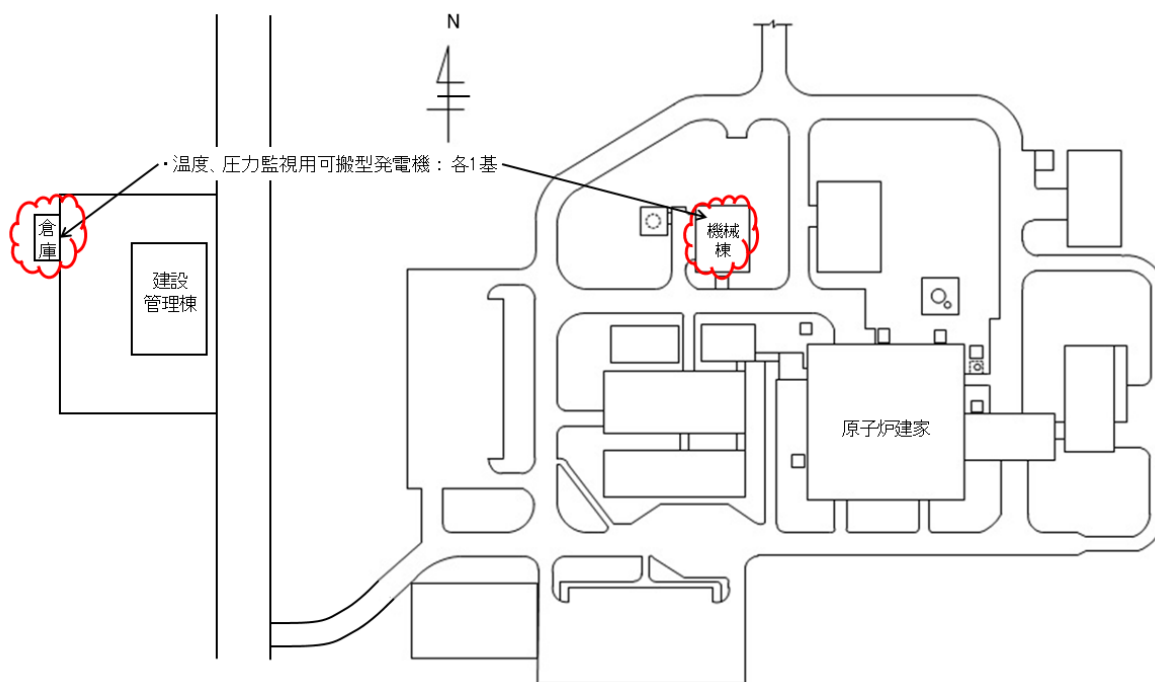 N
・温度、圧力監視用可搬型発電機：各1基
倉
庫
機械
棟
建設
管理棟
原子炉建家